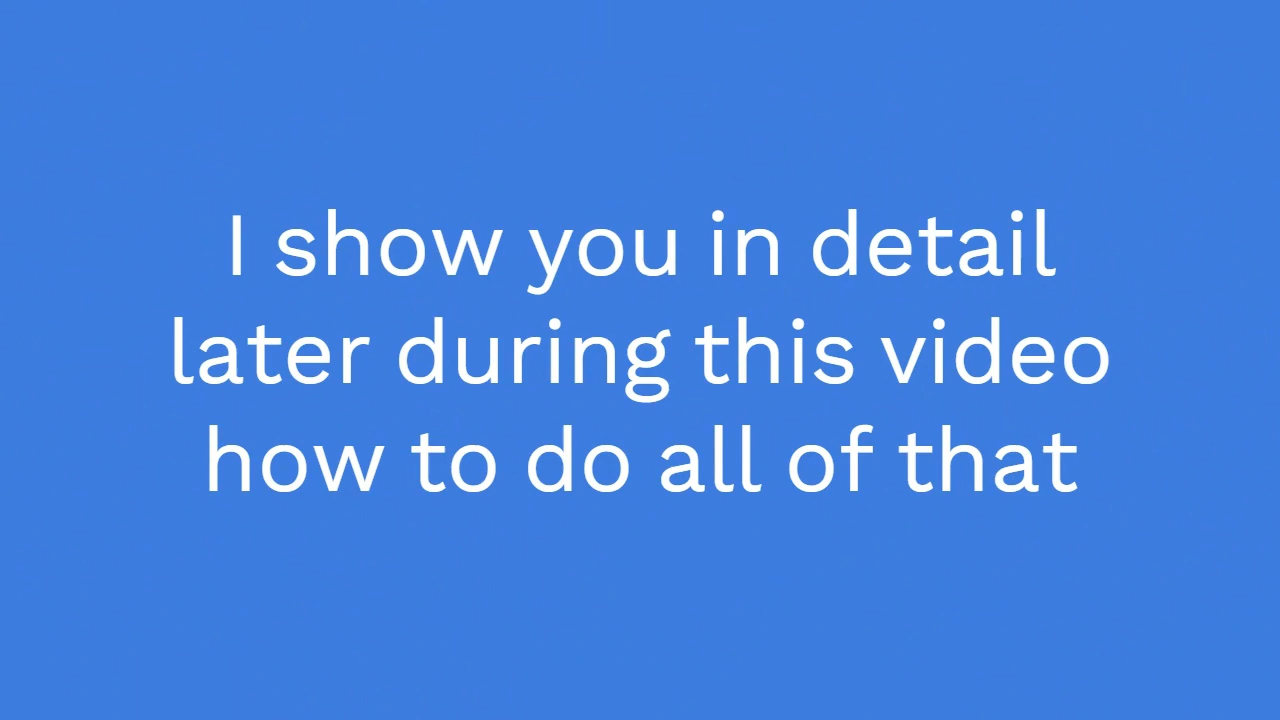 I show you in detail
later during this video
how to do all of that